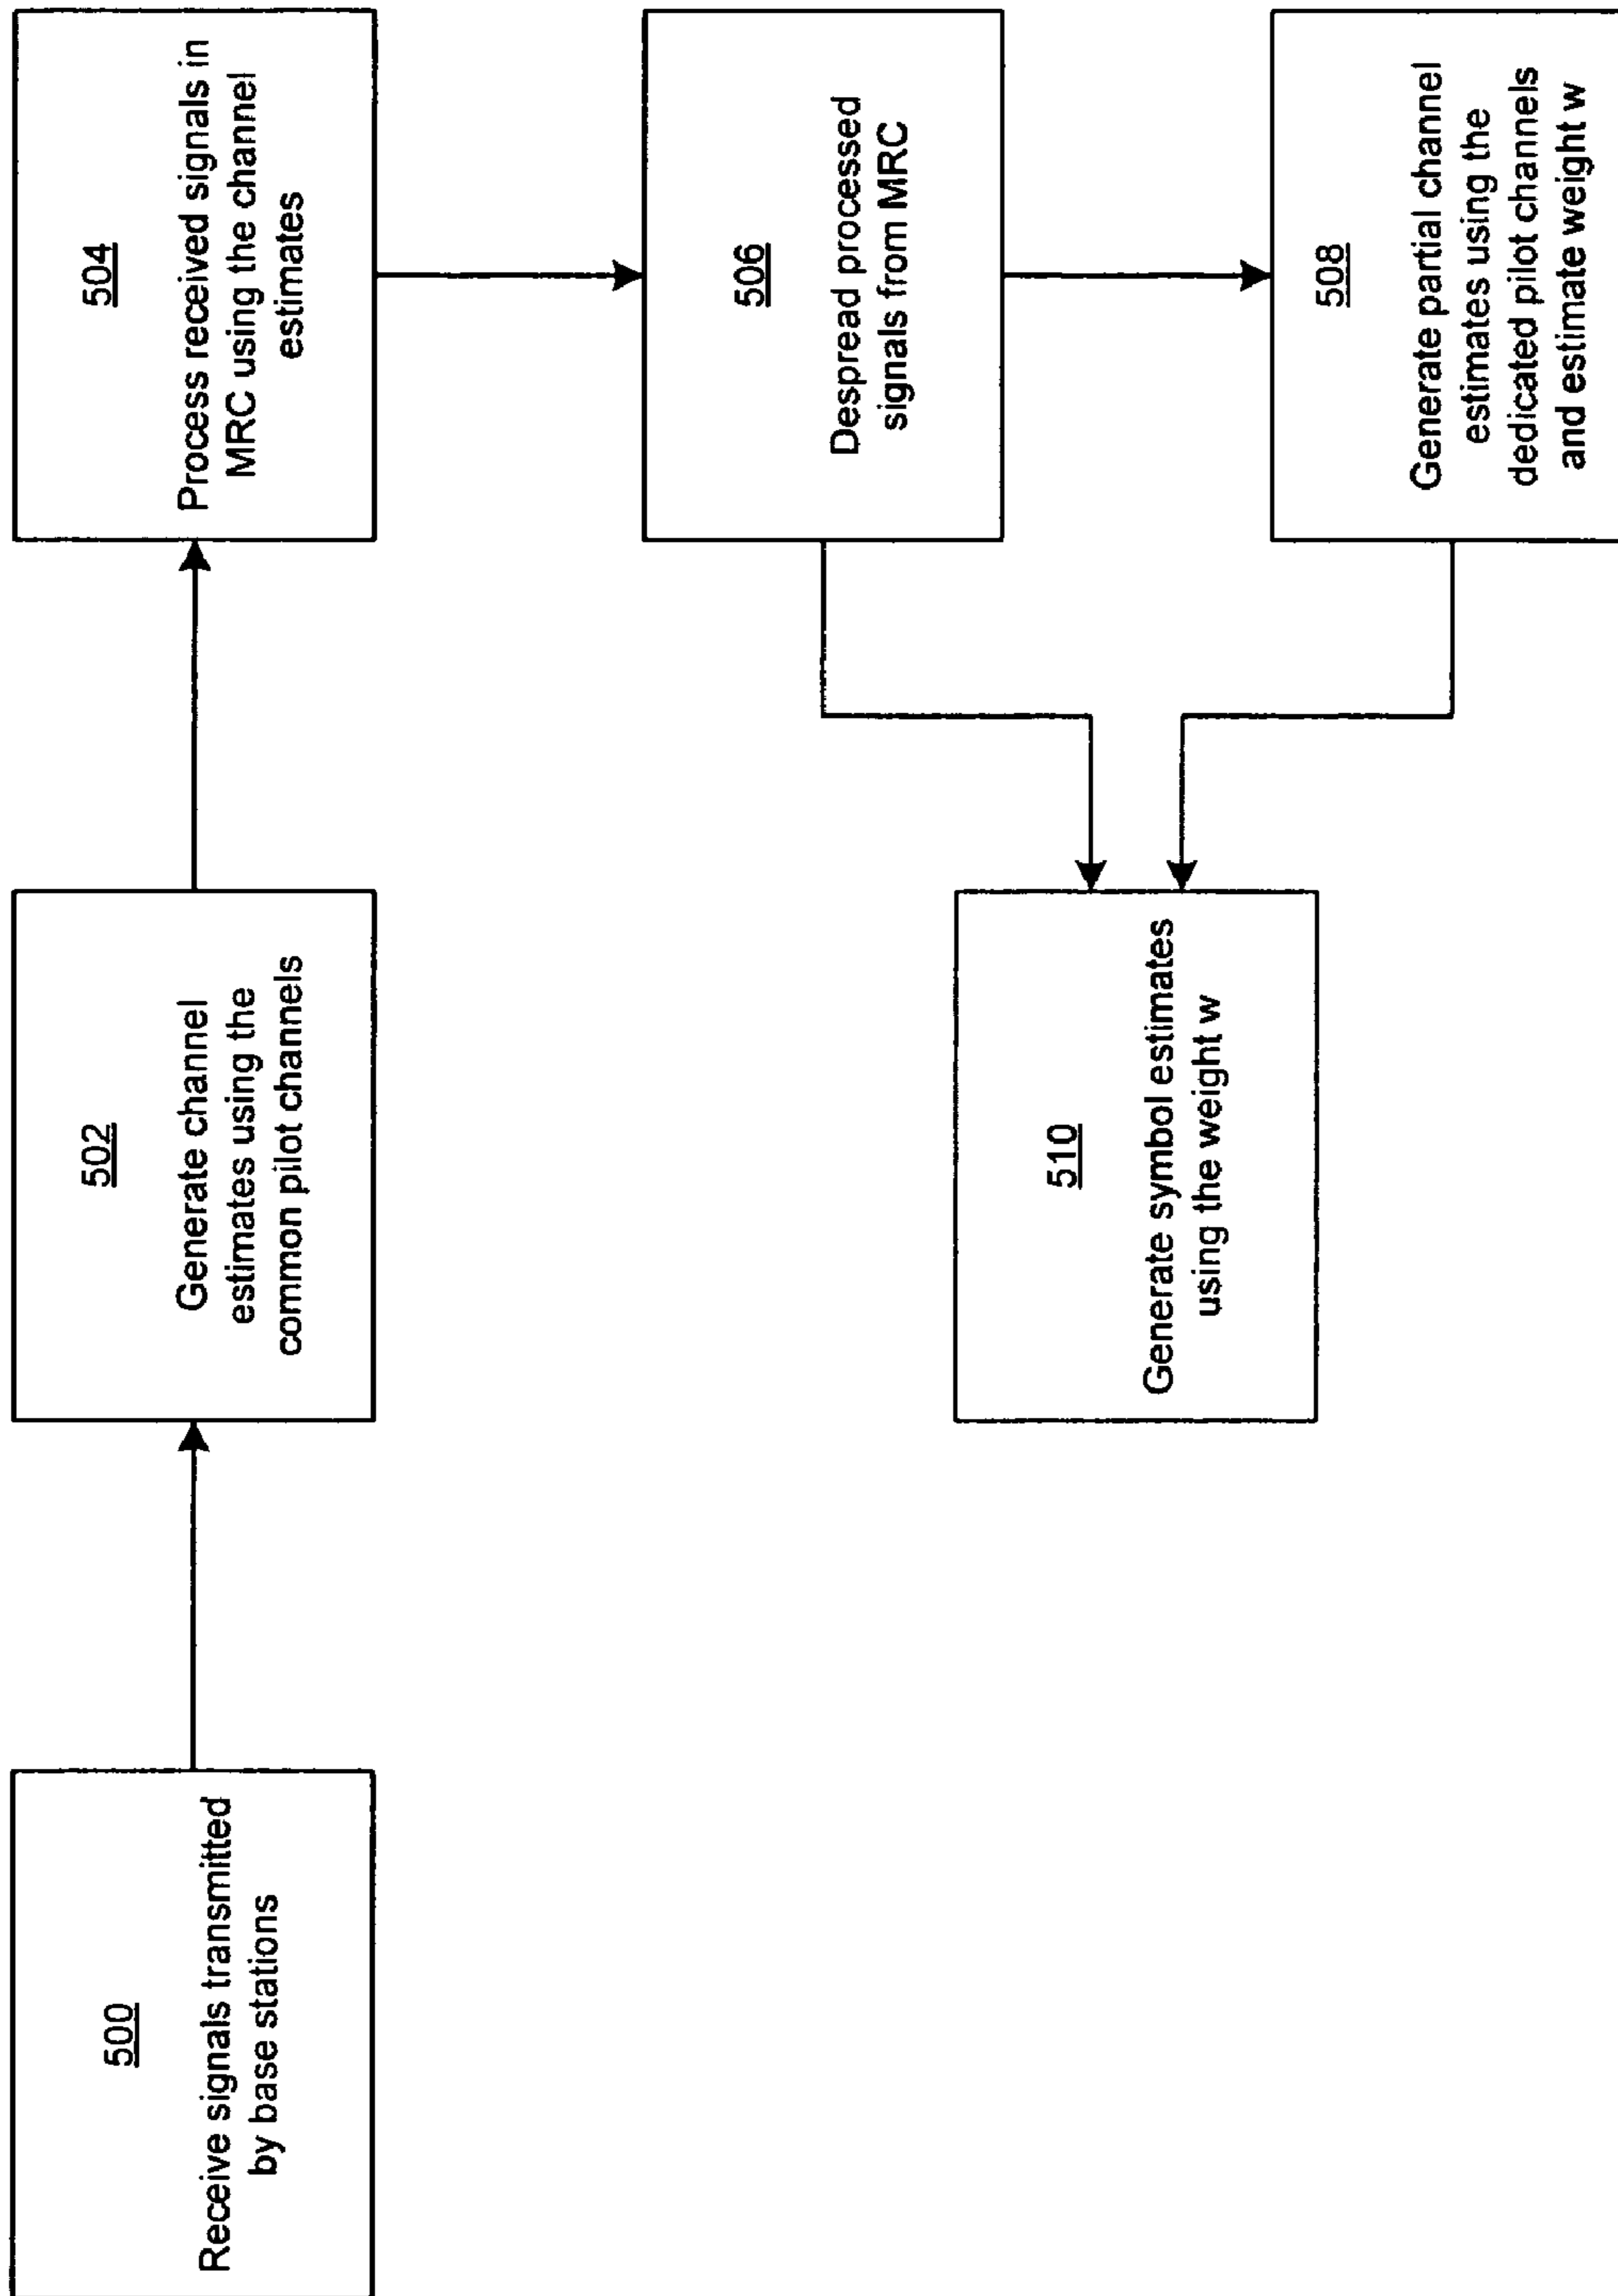 500
Receive signals transmitted
by base stations
502
Generate channel
estimates using the
common pilot channels
504
Process received signals in
MRC using the channel
estimates
506
Despread processed
signals from MRC
508
Generate partial channel
estimates using the
dedicated pilot channels
and estimate weight w
510
Generate symbol estimates
using the weight w